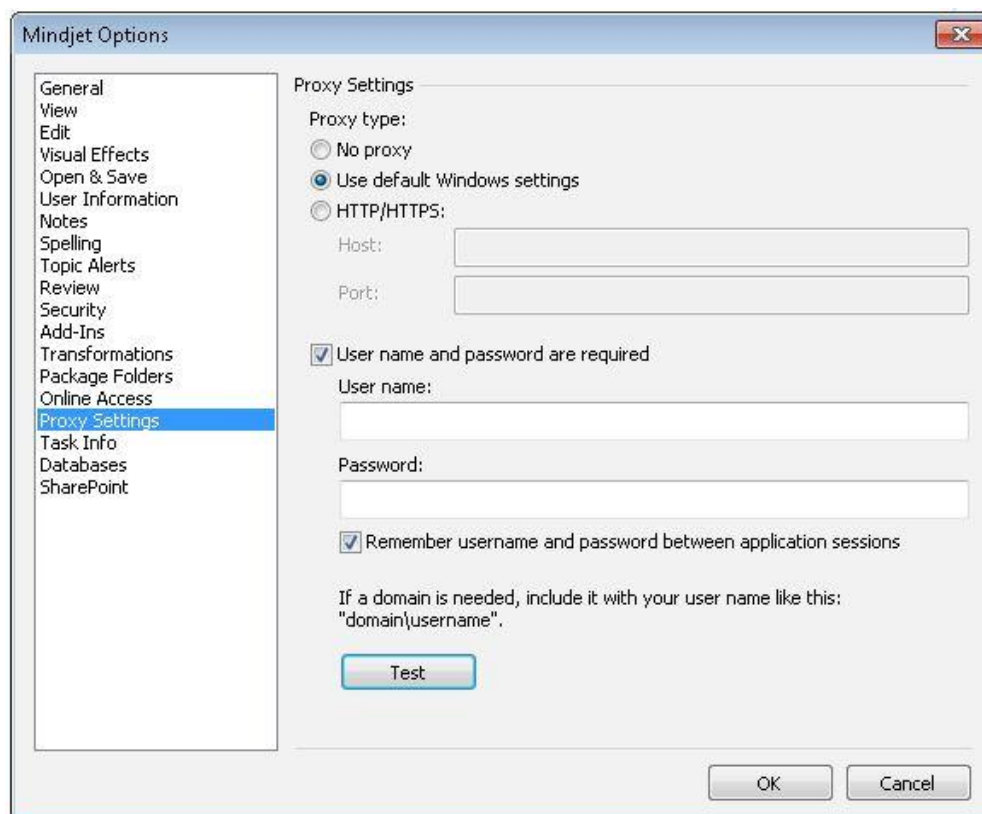 Mindjet Options
General
View
Edit
Visual Effects
Open & Save
User Information
Notes
Spelling
Topic Alerts
Review
Security
Add-Ins
Transformations
Package Folders
Online Access
Proxy Settings
Task Info
Databases
SharePoint
Proxy Settings
Proxy type:
No proxy
Use default Windows settings
HTTP/HTTPS:
Host:
Port:
User name and password are required
User name:
Password:
Remember username and password between application sessions
If a domain is needed, include it with your user name like this:
"domain\username".
Test
OK
Cancel